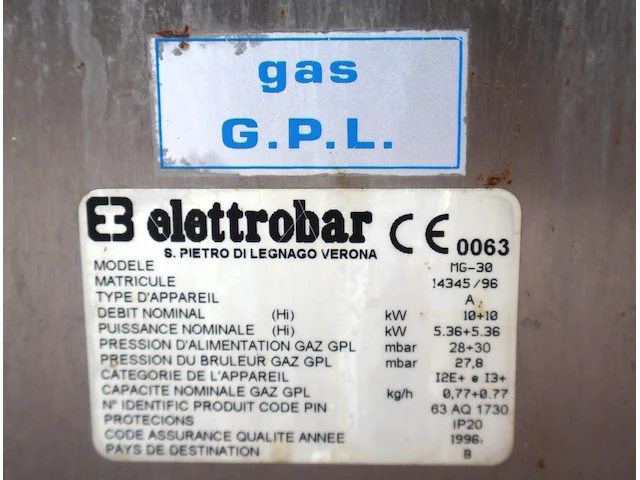 gas
G.P.L.
EB elettrobar CE 0063
S. PIETRO DI LEGNAGO VERONA
MODELE MG-30
MATRICULE 14345/96
TYPE D'APPAREIL A
DEBIT NOMINAL (Hi) kW 10+10
PUISSANCE NOMINALE (Hi) kW 5.36+5.36
PRESSION D'ALIMENTATION GAZ GPL mbar 28+30
PRESSION DU BRULEUR GAZ GPL mbar 27,8
CATEGORIE DE L'APPAREIL I2E+ e I3+
CAPACITE NOMINALE GAZ GPL kg/h 0,77+0.77
N° IDENTIFIC PRODUIT CODE PIN 63 AQ 1730
PROTECIONS IP20
CODE ASSURANCE QUALITE ANNEE 1996
PAYS DE DESTINATION B